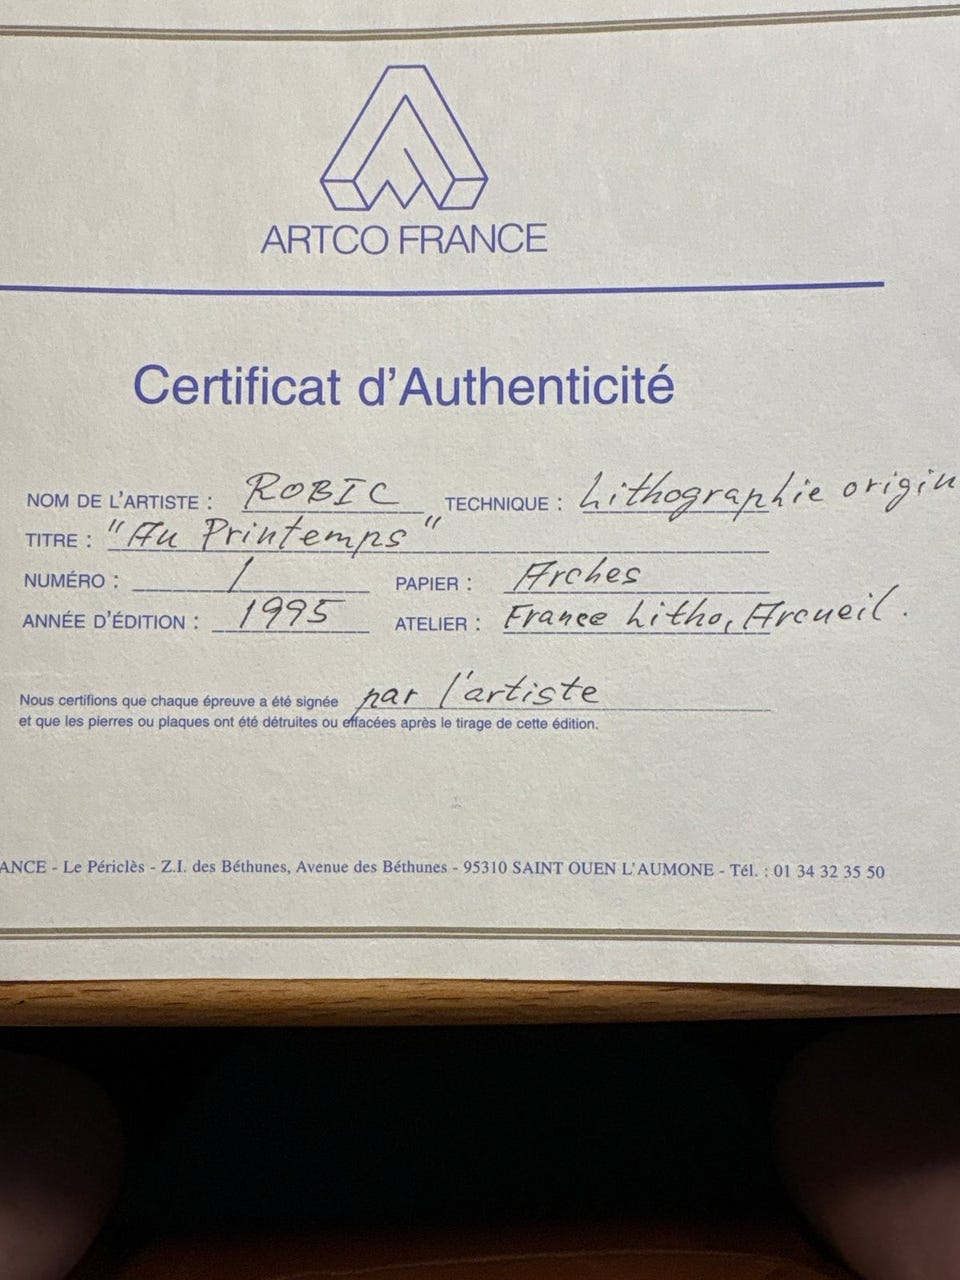 ARTCO FRANCE
Certificat d'Authenticité
NOM DE L'ARTISTE : ROBIC TECHNIQUE : Lithographie origin
TITRE : "Au Printemps"
NUMÉRO : / PAPIER : Arches
ANNÉE D'ÉDITION : 1995 ATELIER : France Litho, Arcueil.
Nous certifions que chaque épreuve a été signée par l'artiste
et que les pierres ou plaques ont été détruites ou effacées après le tirage de cette édition.
ANCE - Le Périclès - Z.I. des Béthunes, Avenue des Béthunes - 95310 SAINT OUEN L'AUMONE - Tél. : 01 34 32 35 50